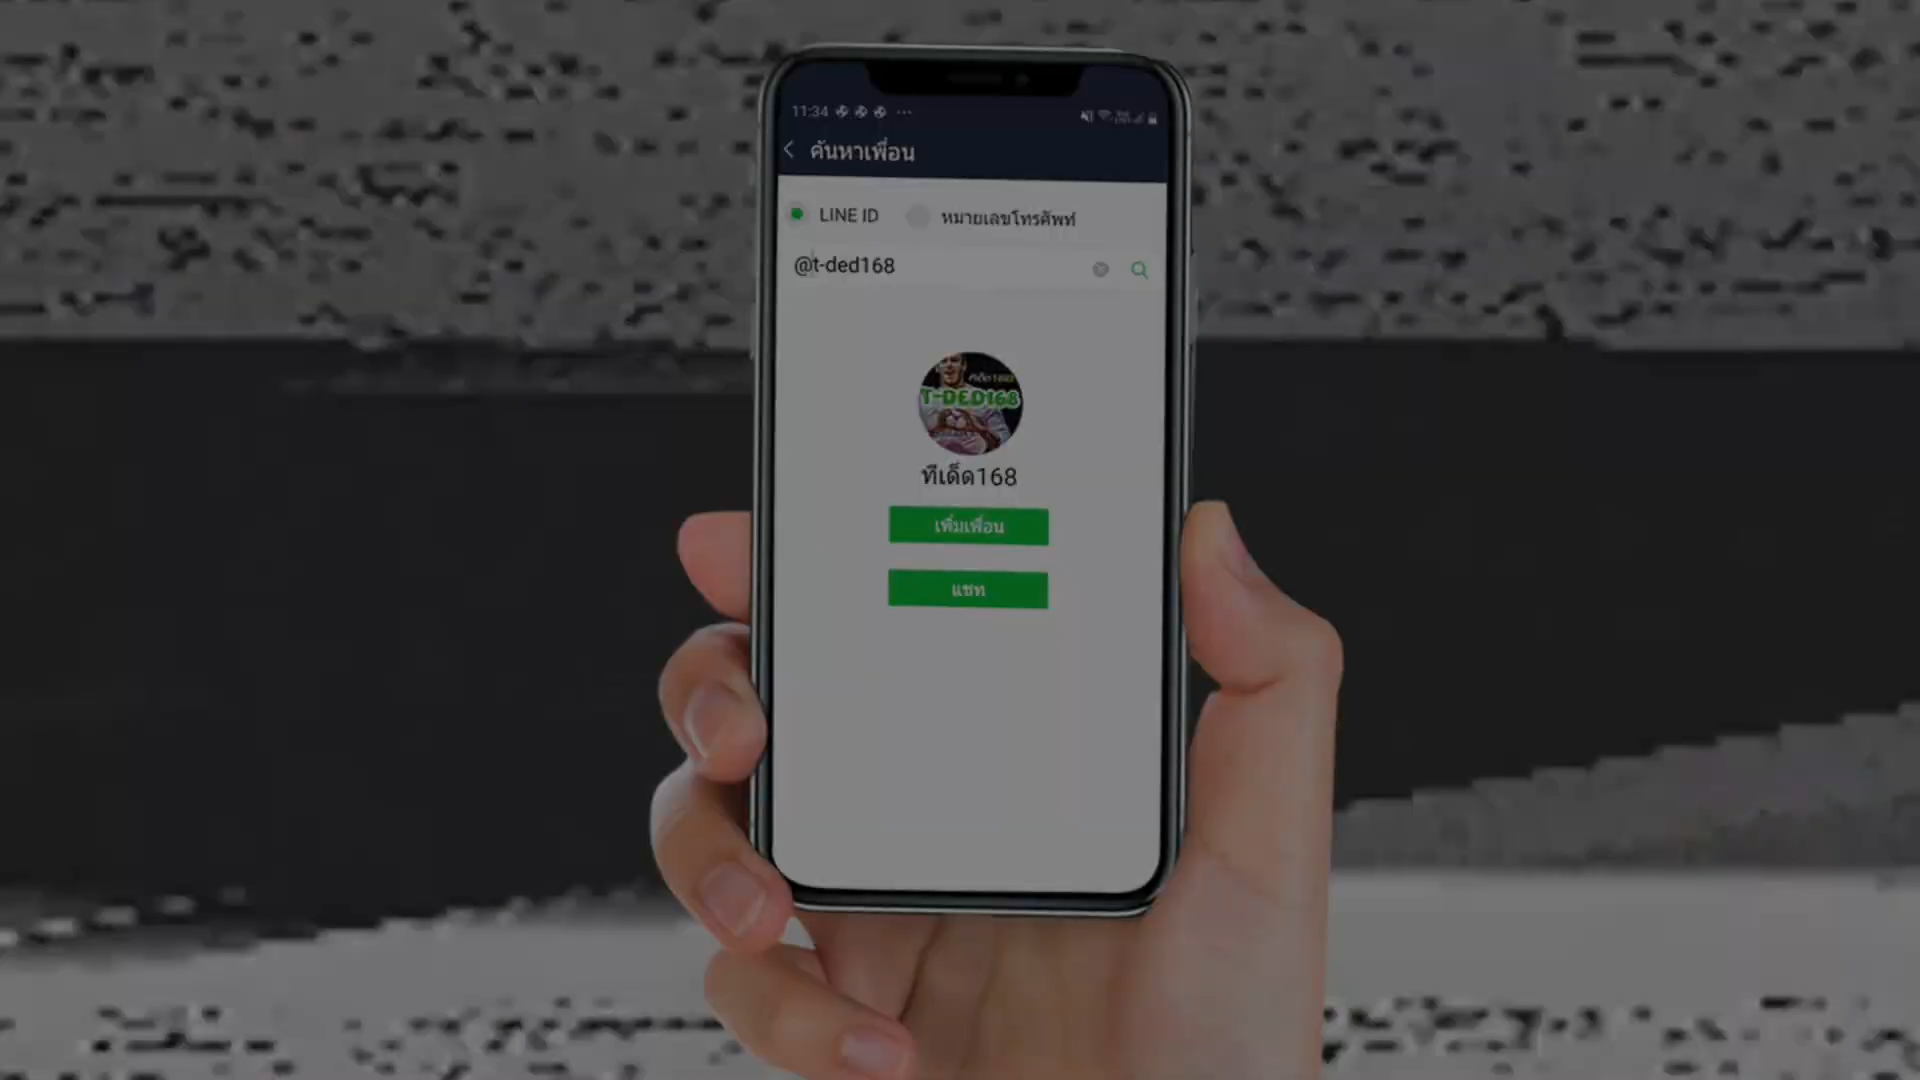 11:34
ค้นหาเพื่อน
LINE ID
หมายเลขโทรศัพท์
@t-ded168
T-DED168
ทีเด็ด168
เพิ่มเพื่อน
แชท